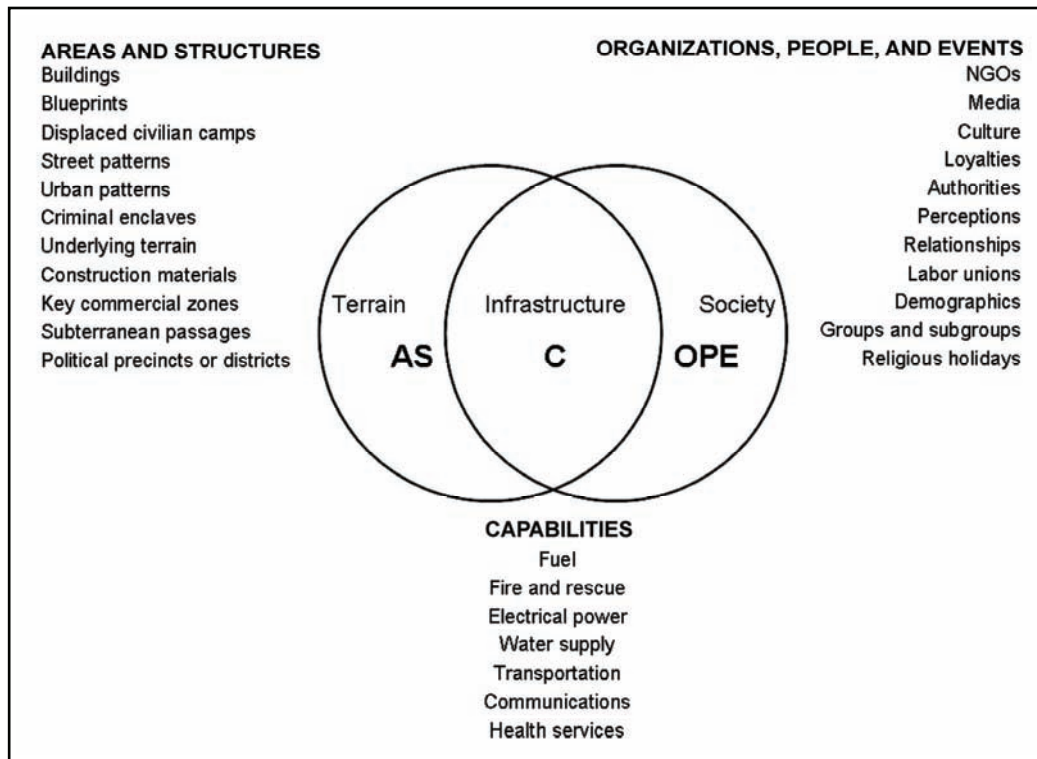 AREAS AND STRUCTURES
Buildings
Blueprints
Displaced civilian camps
Street patterns
Urban patterns
Criminal enclaves
Underlying terrain
Construction materials
Key commercial zones
Subterranean passages
Political precincts or districts
ORGANIZATIONS, PEOPLE, AND EVENTS
NGOs
Media
Culture
Loyalties
Authorities
Perceptions
Relationships
Labor unions
Demographics
Groups and subgroups
Religious holidays
Terrain
AS
Infrastructure
C
Society
OPE
CAPABILITIES
Fuel
Fire and rescue
Electrical power
Water supply
Transportation
Communications
Health services